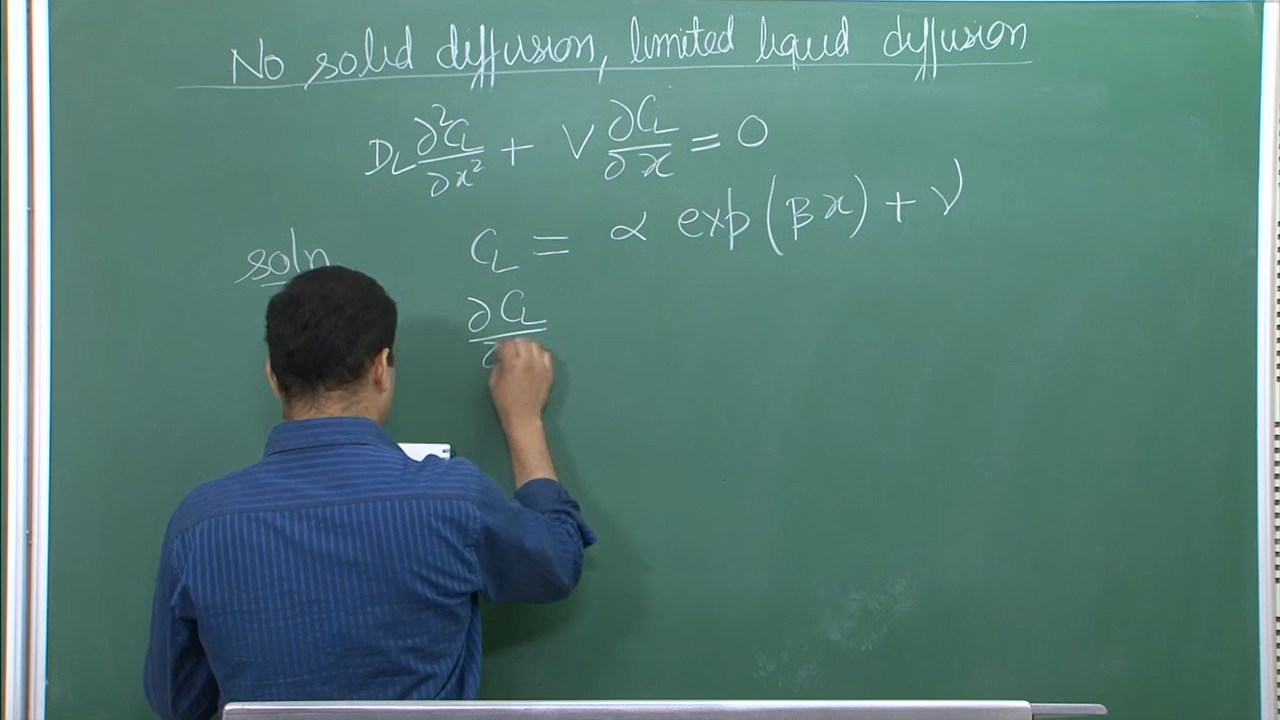 No solid diffusion, limited liquid diffusion
D_L ∂²C_L/∂x² + V ∂C_L/∂x = 0
soln C_L = α exp(βx) + ν
∂C_L/∂